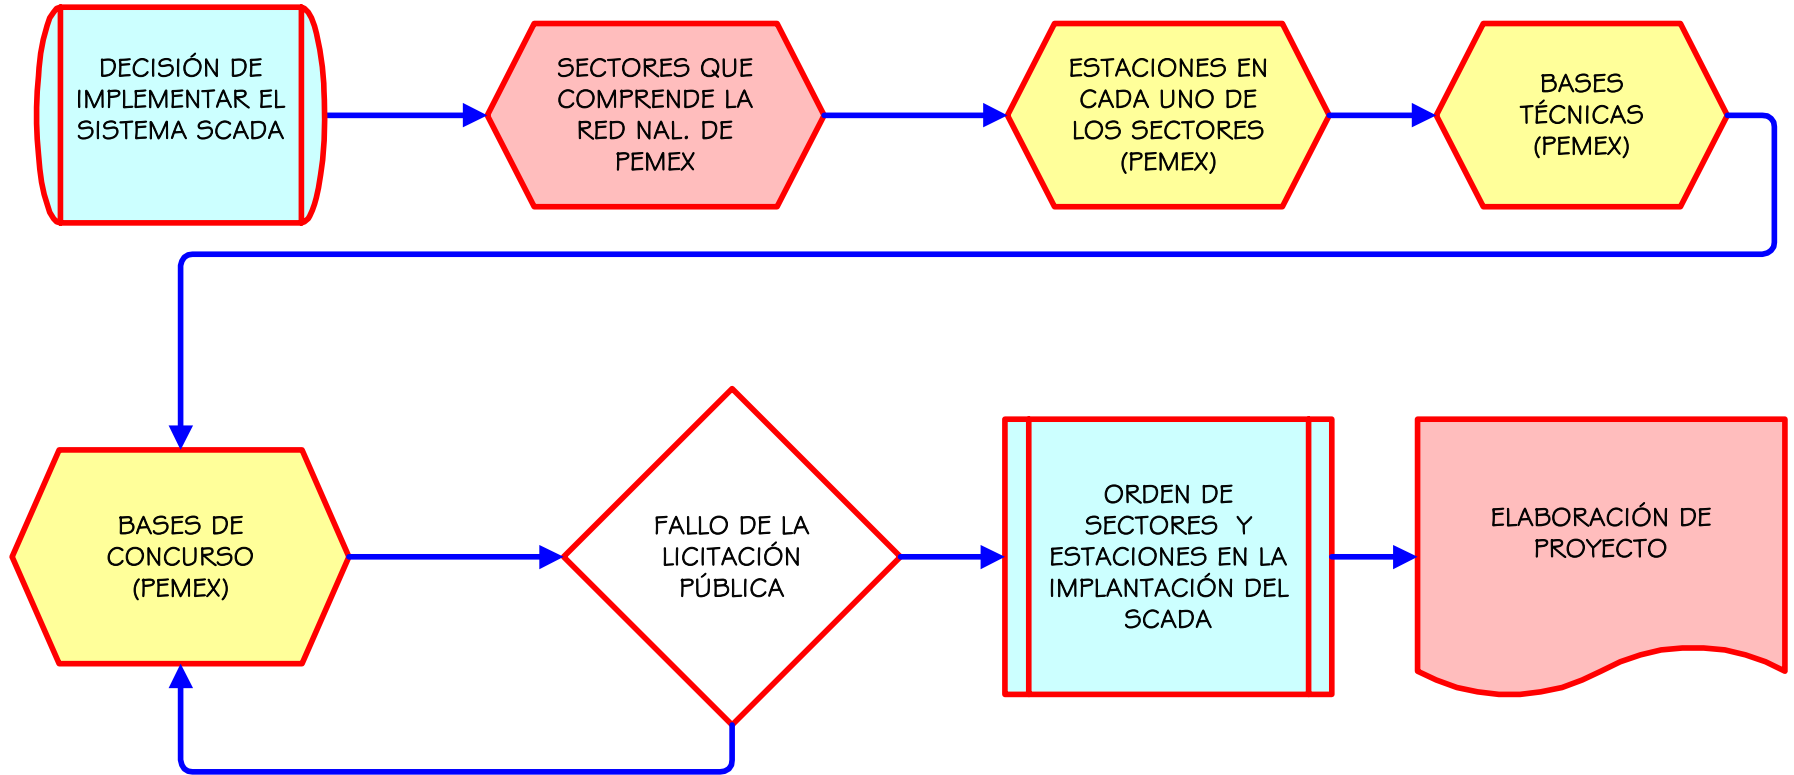 DECISIÓN DE
IMPLEMENTAR EL
SISTEMA SCADA
SECTORES QUE
COMPRENDE LA
RED NAL. DE
PEMEX
ESTACIONES EN
CADA UNO DE
LOS SECTORES
(PEMEX)
BASES
TÉCNICAS
(PEMEX)
BASES DE
CONCURSO
(PEMEX)
FALLO DE LA
LICITACIÓN
PÚBLICA
ORDEN DE
SECTORES Y
ESTACIONES EN LA
IMPLANTACIÓN DEL
SCADA
ELABORACIÓN DE
PROYECTO